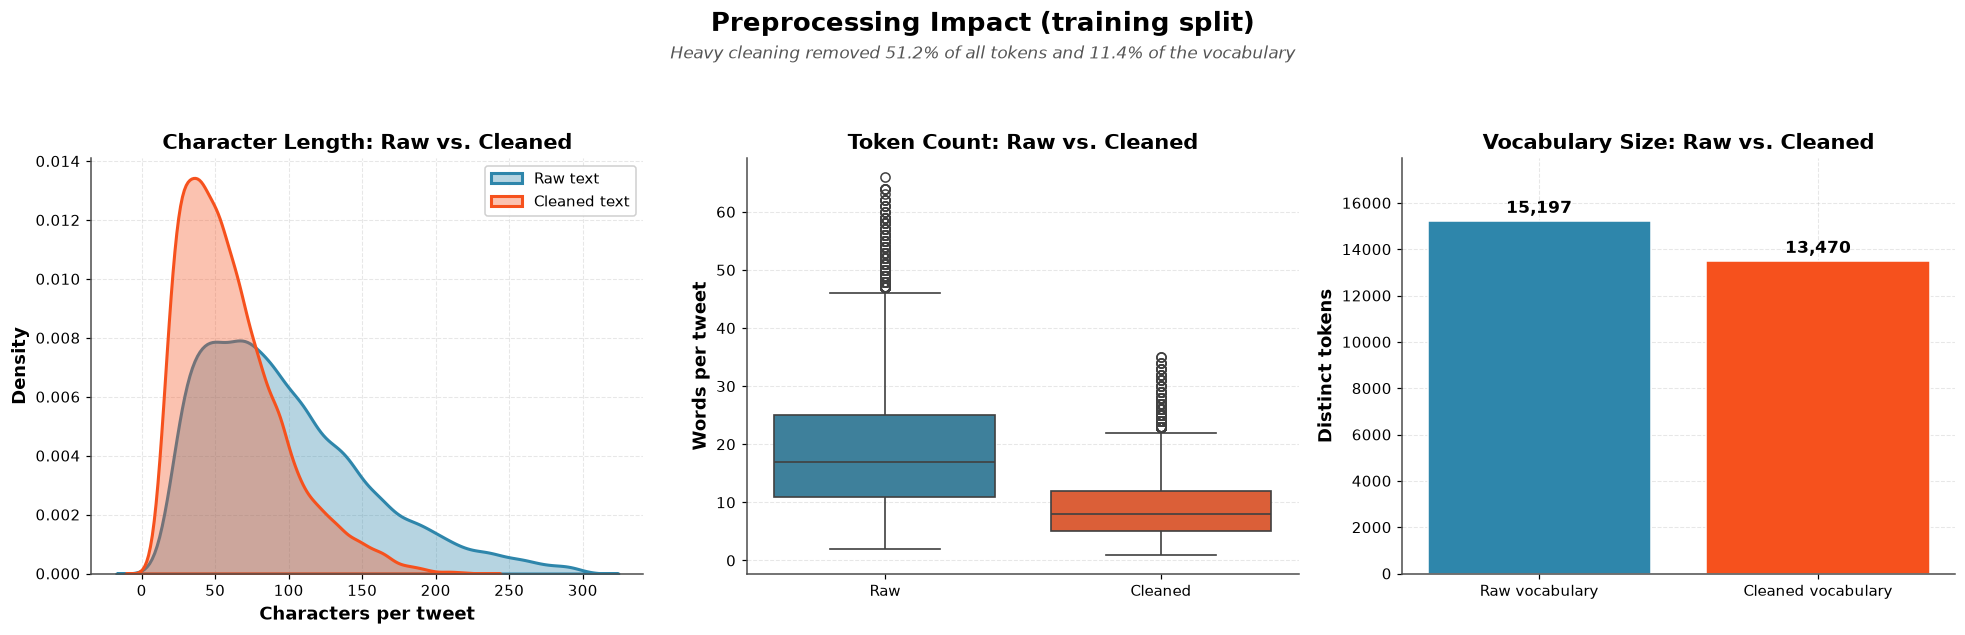 Preprocessing Impact (training split)
Heavy cleaning removed 51.2% of all tokens and 11.4% of the vocabulary
Character Length: Raw vs. Cleaned
Density
0.014
0.012
0.010
0.008
0.006
0.004
0.002
0.000
Raw text
Cleaned text
0 50 100 150 200 250 300
Characters per tweet
Token Count: Raw vs. Cleaned
Words per tweet
60
50
40
30
20
10
0
Raw Cleaned
Vocabulary Size: Raw vs. Cleaned
Distinct tokens
16000
14000
12000
10000
8000
6000
4000
2000
0
15,197
13,470
Raw vocabulary Cleaned vocabulary